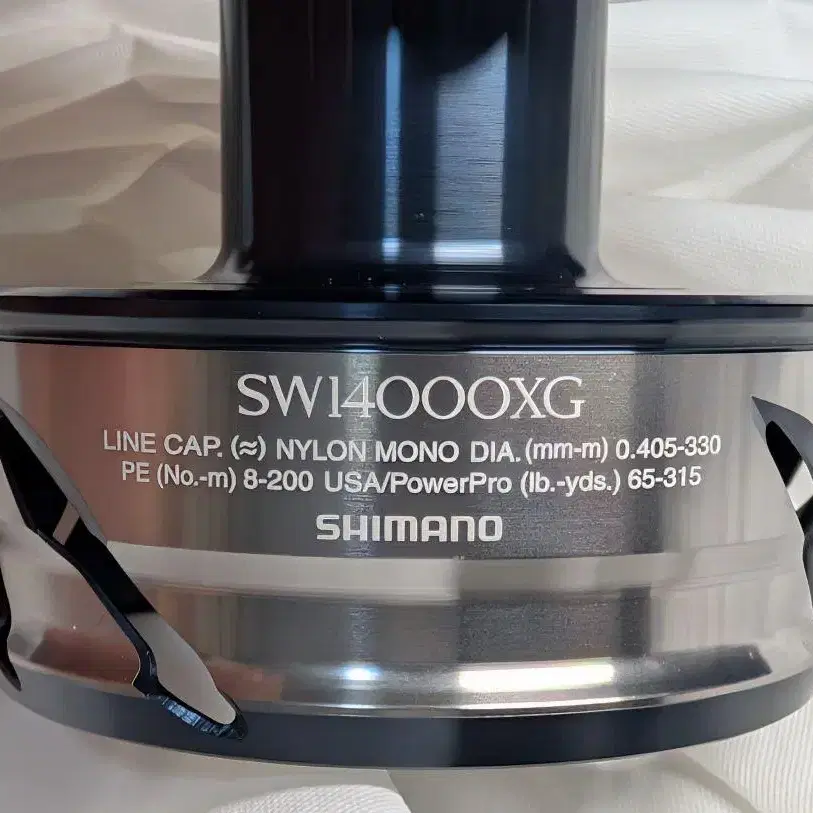 SW14000XG
LINE CAP. (≈) NYLON MONO DIA. (mm-m) 0.405-330
PE (No.-m) 8-200 USA/PowerPro (lb.-yds.) 65-315
SHIMANO